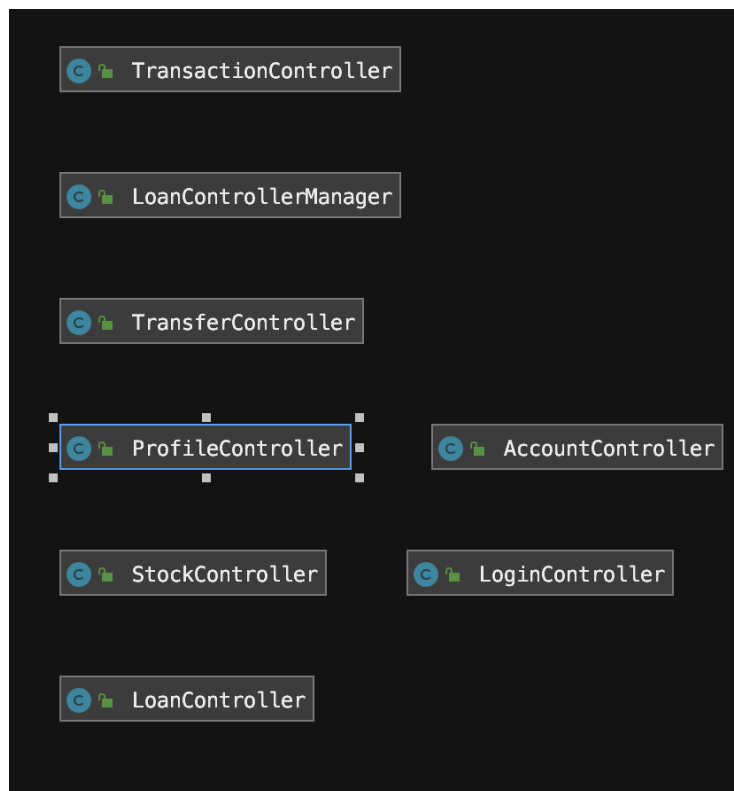 C TransactionController
C LoanControllerManager
C TransferController
C ProfileController
C AccountController
C StockController
C LoginController
C LoanController